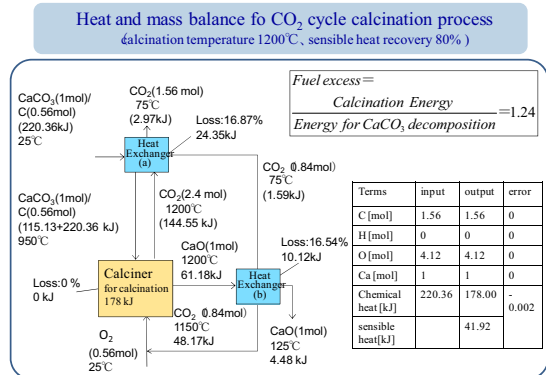 Heat and mass balance fo CO2 cycle calcination process
(calcination temperature 1200℃、sensible heat recovery 80% )
CaCO3(1mol)/
C(0.56mol)
(220.36kJ)
25℃
CO2(1.56 mol)
75℃
(2.97kJ)
Loss:16.87%
24.35kJ
Heat
Exchanger
(a)
Fuel excess=
Calcination Energy
Energy for CaCO3 decomposition
=1.24
CO2 (0.84mol)
75℃
(1.59kJ)
CaCO3(1mol)/
C(0.56mol)
(115.13+220.36 kJ)
950℃
CO2(2.4 mol)
1200℃
(144.55 kJ)
CaO(1mol)
1200℃
61.18kJ
Loss:16.54%
10.12kJ
Loss:0 %
0 kJ
Calciner
for calcination
178 kJ
Heat
Exchanger
(b)
CO2 (0.84mol)
1150℃
48.17kJ
O2
(0.56mol)
25℃
CaO(1mol)
125℃
4.48 kJ
Terms input output error
C [mol] 1.56 1.56 0
H [mol] 0 0 0
O [mol] 4.12 4.12 0
Ca [mol] 1 1 0
Chemical heat [kJ] 220.36 178.00 -0.002
sensible heat[kJ] 41.92